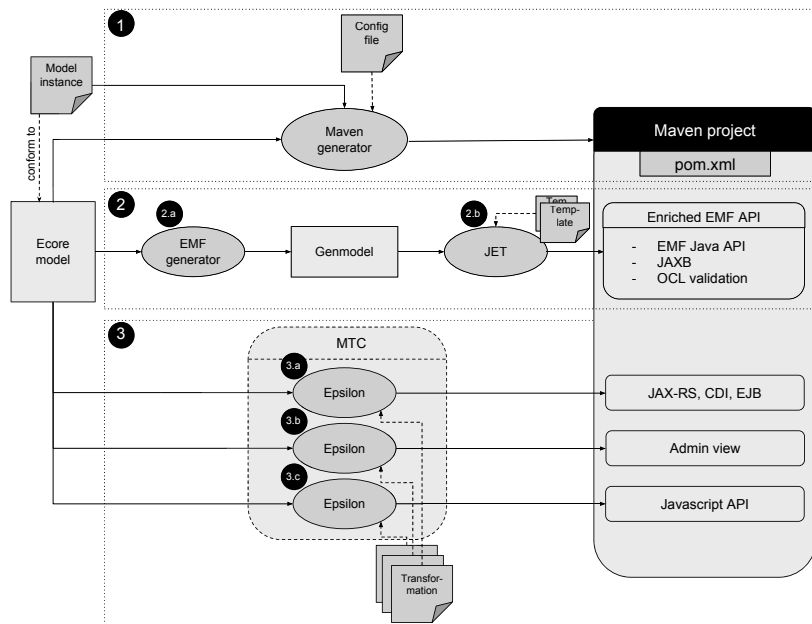 1
Config
file
Model
instance
Maven
generator
Maven project
pom.xml
conform to
2
2.a
2.b
Tem
Temp-
late
Ecore
model
EMF
generator
Genmodel
JET
Enriched EMF API
- EMF Java API
- JAXB
- OCL validation
3
MTC
3.a
Epsilon
JAX-RS, CDI, EJB
3.b
Epsilon
Admin view
3.c
Epsilon
Javascript API
Transfor-
mation